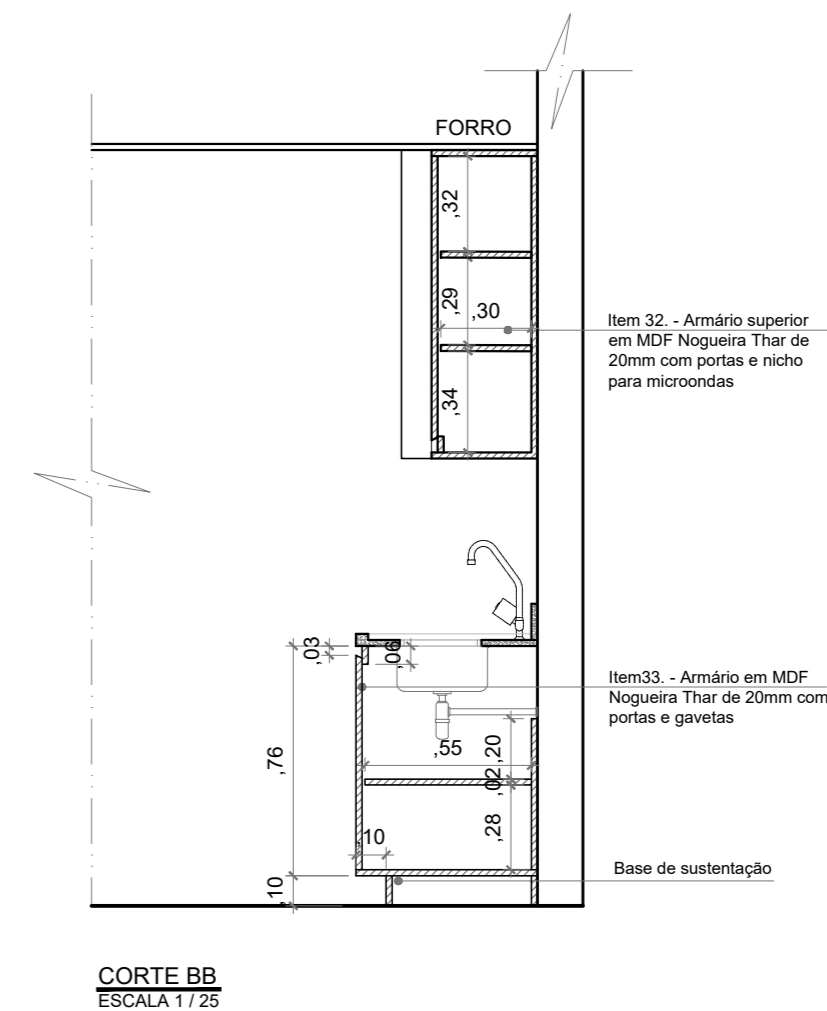 FORRO
,32
,29
,30
,34
Item 32. - Armário superior
em MDF Nogueira Thar de
20mm com portas e nicho
para microondas
,03
,06
Item33. - Armário em MDF
Nogueira Thar de 20mm com
portas e gavetas
,76
,55
,20
,02
,28
,10
,10
Base de sustentação
CORTE BB
ESCALA 1 / 25